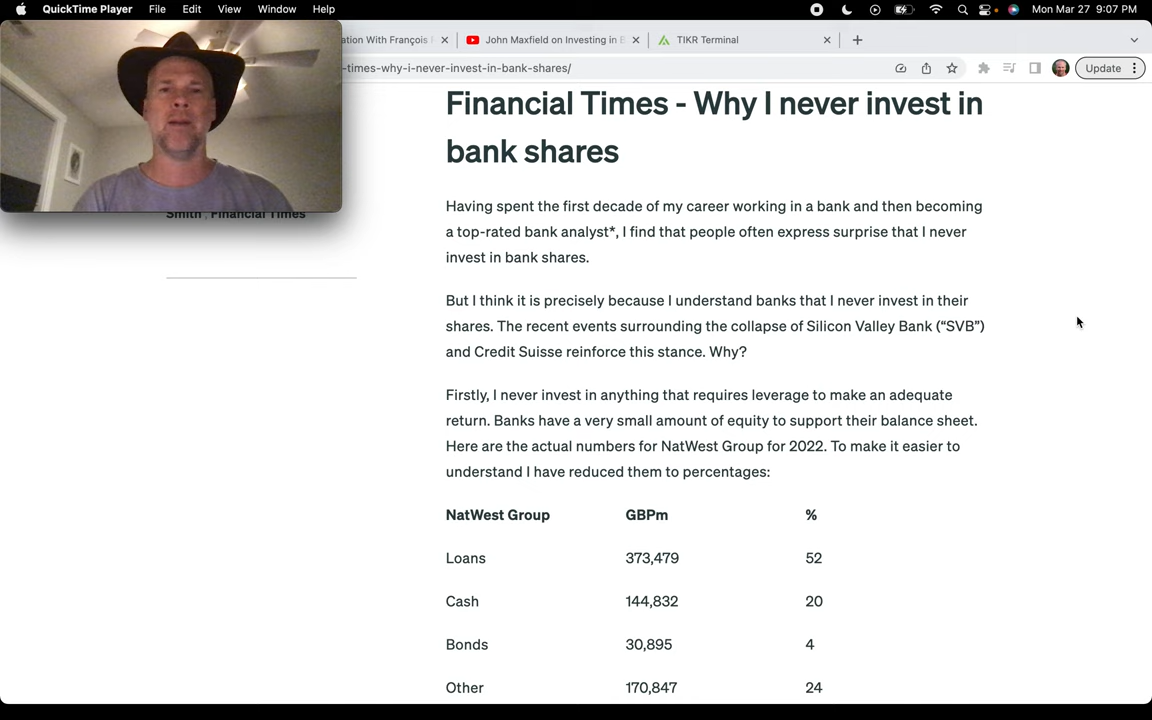 QuickTime Player File Edit View Window Help Mon Mar 27 9:07 PM
ation With François John Maxfield on Investing in B TIKR Terminal
-times-why-i-never-invest-in-bank-shares/ Update
Smith , Financial Times
Financial Times - Why I never invest in
bank shares
Having spent the first decade of my career working in a bank and then becoming
a top-rated bank analyst*, I find that people often express surprise that I never
invest in bank shares.
But I think it is precisely because I understand banks that I never invest in their
shares. The recent events surrounding the collapse of Silicon Valley Bank (“SVB”)
and Credit Suisse reinforce this stance. Why?
Firstly, I never invest in anything that requires leverage to make an adequate
return. Banks have a very small amount of equity to support their balance sheet.
Here are the actual numbers for NatWest Group for 2022. To make it easier to
understand I have reduced them to percentages:
NatWest Group GBPm %
Loans 373,479 52
Cash 144,832 20
Bonds 30,895 4
Other 170,847 24